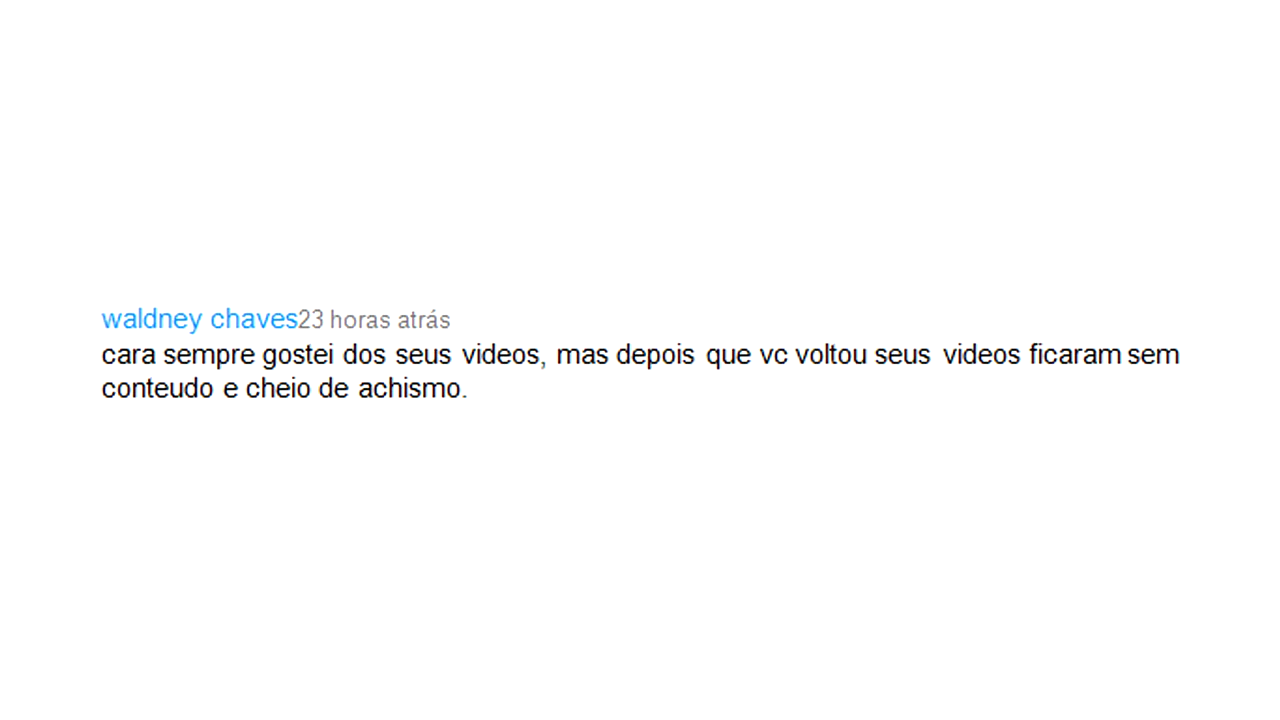 waldney chaves23 horas atrás
cara sempre gostei dos seus videos, mas depois que vc voltou seus videos ficaram sem
conteudo e cheio de achismo.